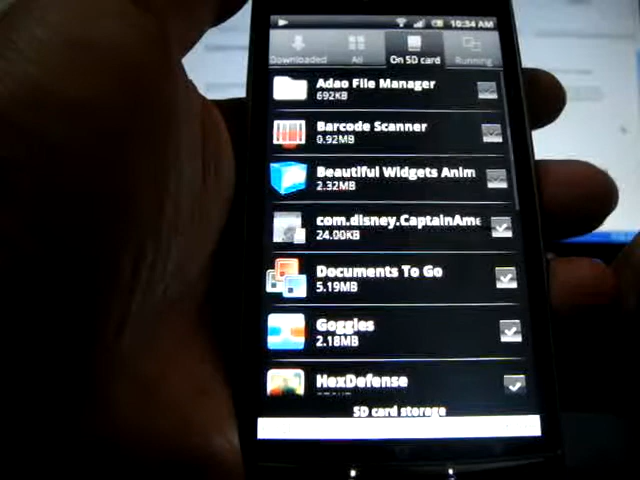 10:34 AM
Downloaded
All
On SD card
Running
Adao File Manager
692KB
Barcode Scanner
0.92MB
Beautiful Widgets Anim
2.32MB
com.disney.CaptainAme
24.00KB
Documents To Go
5.19MB
Goggles
2.18MB
HexDefense
SD card storage